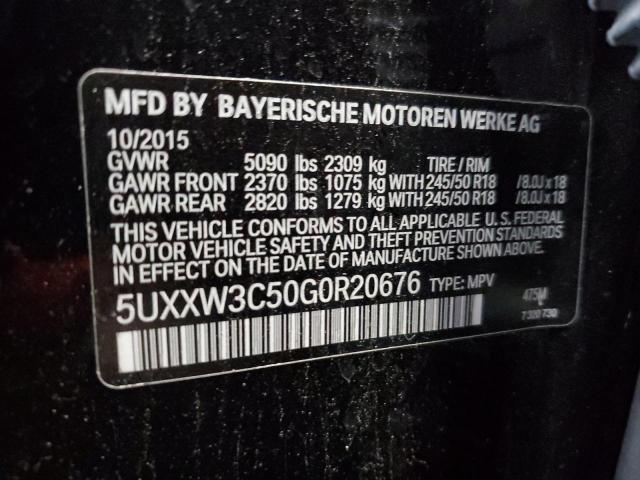 MFD BY BAYERISCHE MOTOREN WERKE AG
10/2015
GVWR 5090 lbs 2309 kg TIRE / RIM
GAWR FRONT 2370 lbs 1075 kg WITH 245/50 R18 /8.0J x 18
GAWR REAR 2820 lbs 1279 kg WITH 245/50 R18 /8.0J x 18
THIS VEHICLE CONFORMS TO ALL APPLICABLE U. S. FEDERAL
MOTOR VEHICLE SAFETY AND THEFT PREVENTION STANDARDS
IN EFFECT ON THE DATE OF MANUFACTURE SHOWN ABOVE.
5UXXW3C50G0R20676 TYPE: MPV 475M
7 320 730